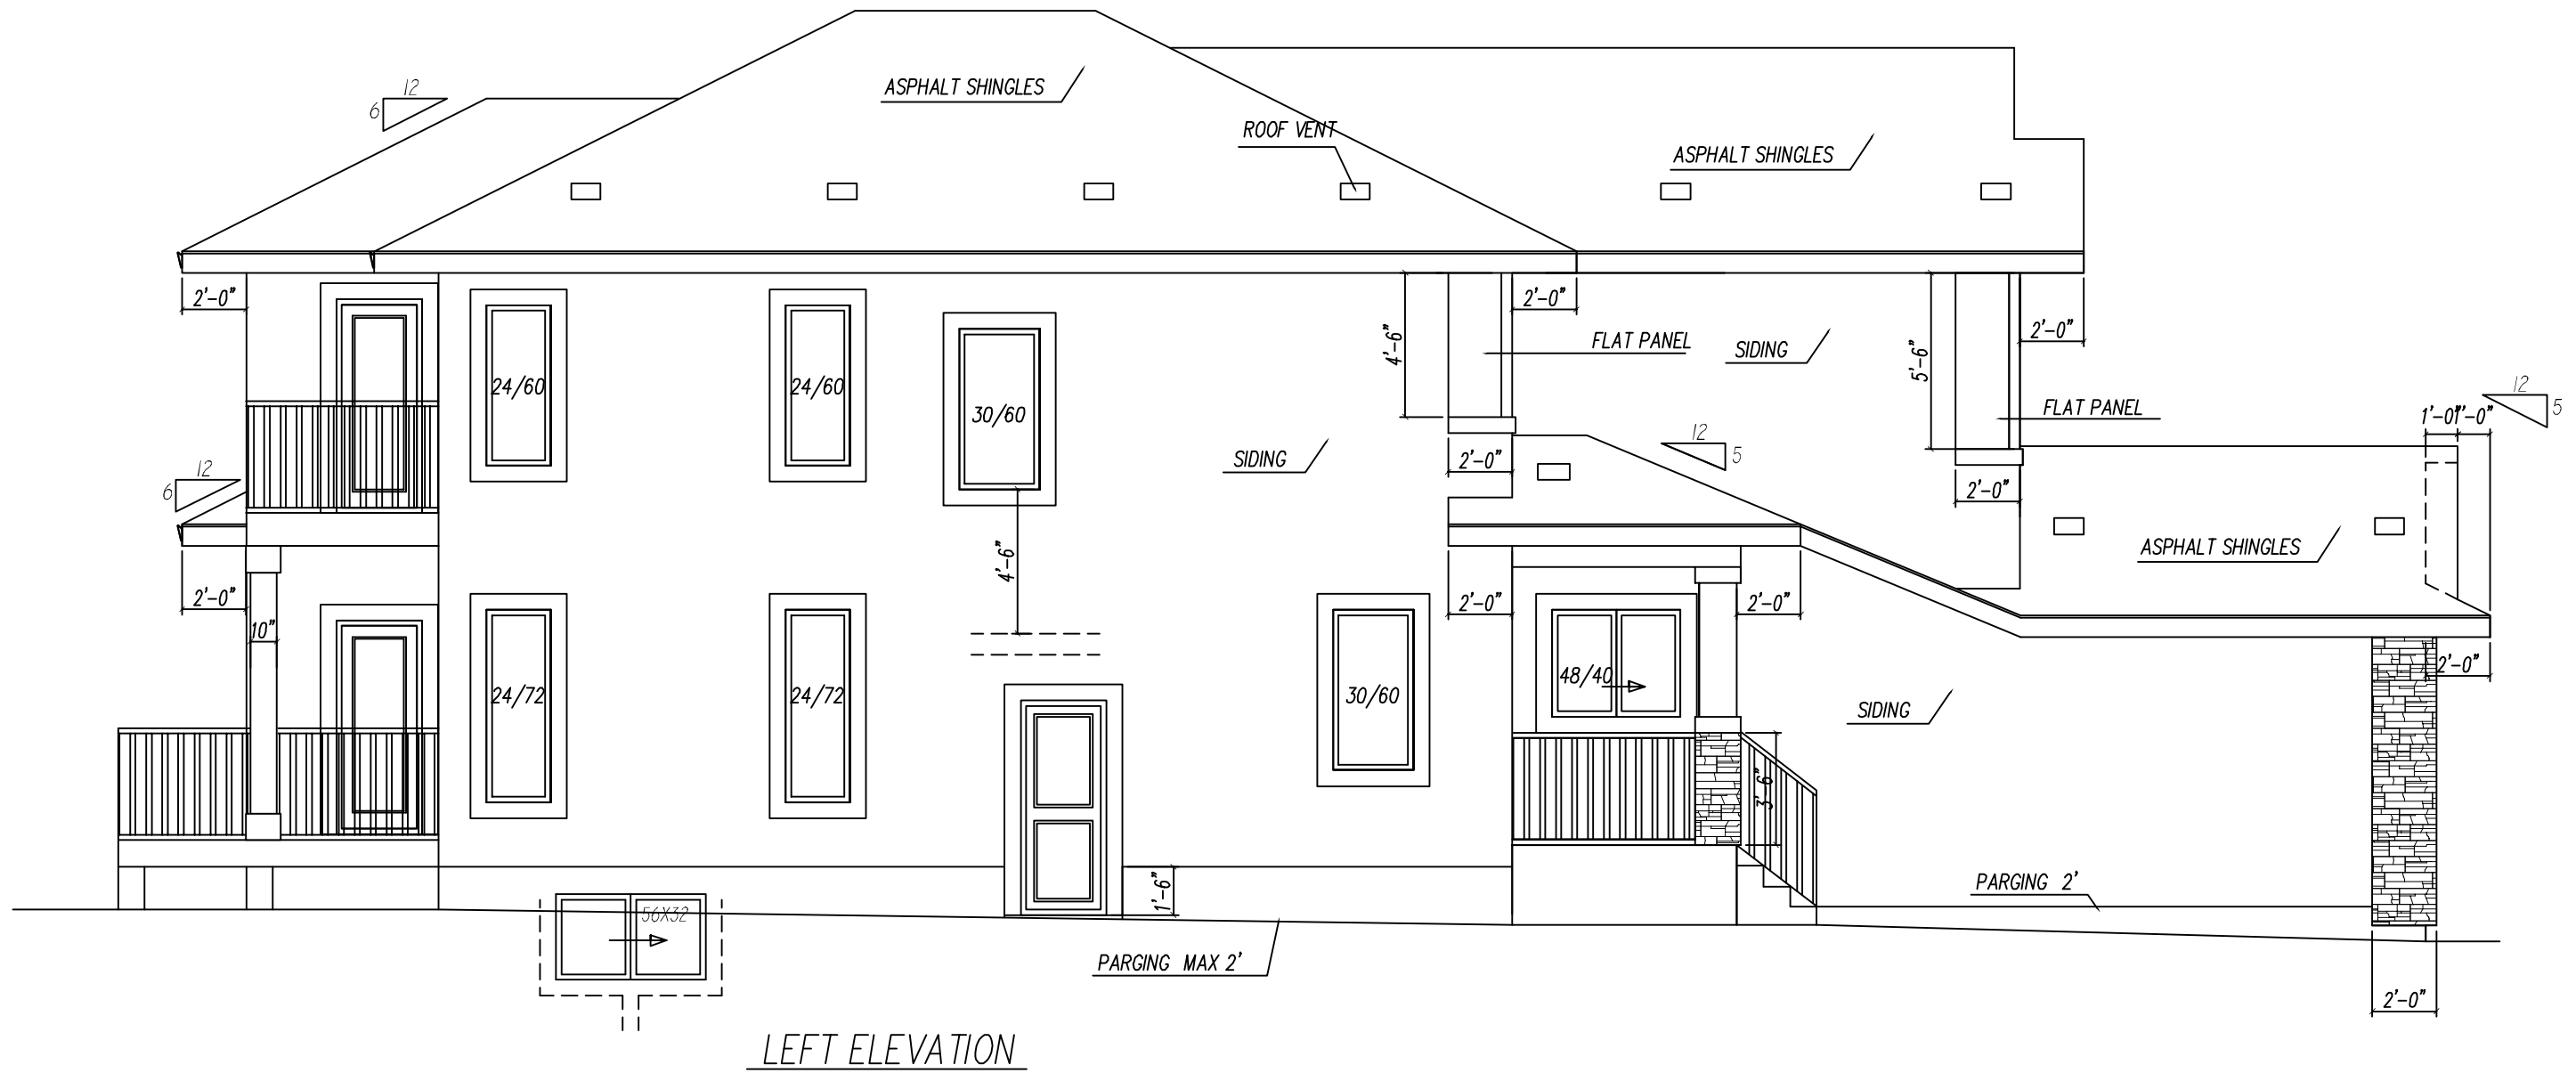 12
6
ASPHALT SHINGLES
ROOF VENT
ASPHALT SHINGLES
2'-0"
2'-0"
4'-6"
FLAT PANEL
SIDING
5'-6"
2'-0"
24/60
24/60
30/60
12
5
FLAT PANEL
1'-0"
1'-0"
12
5
SIDING
2'-0"
2'-0"
12
6
4'-6"
ASPHALT SHINGLES
2'-0"
10"
2'-0"
2'-0"
2'-0"
24/72
24/72
30/60
48/40
SIDING
3'-6"
1'-6"
PARGING 2'
56X32
PARGING MAX 2'
2'-0"
LEFT ELEVATION